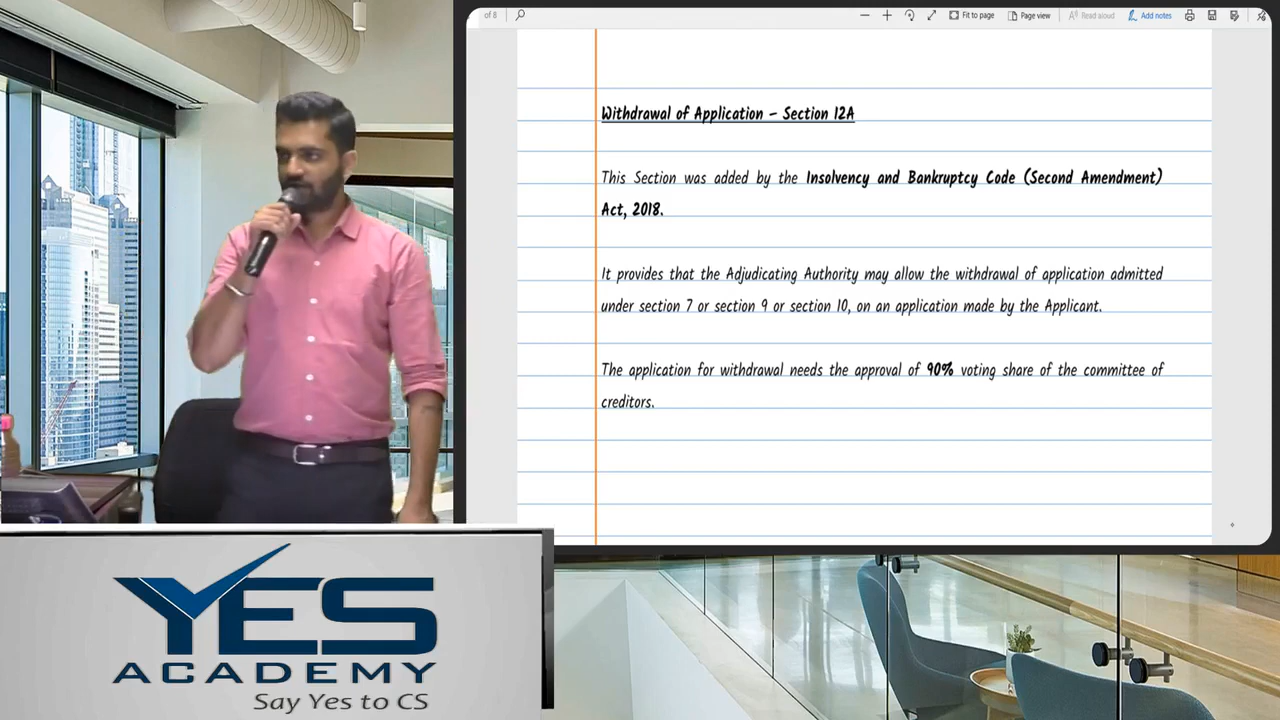 of 8
Fit to page
Page view
Read aloud
Add notes
Withdrawal of Application – Section 12A
This Section was added by the Insolvency and Bankruptcy Code (Second Amendment)
Act, 2018.
It provides that the Adjudicating Authority may allow the withdrawal of application admitted
under section 7 or section 9 or section 10, on an application made by the Applicant.
The application for withdrawal needs the approval of 90% voting share of the committee of
creditors.
YES
ACADEMY
Say Yes to CS